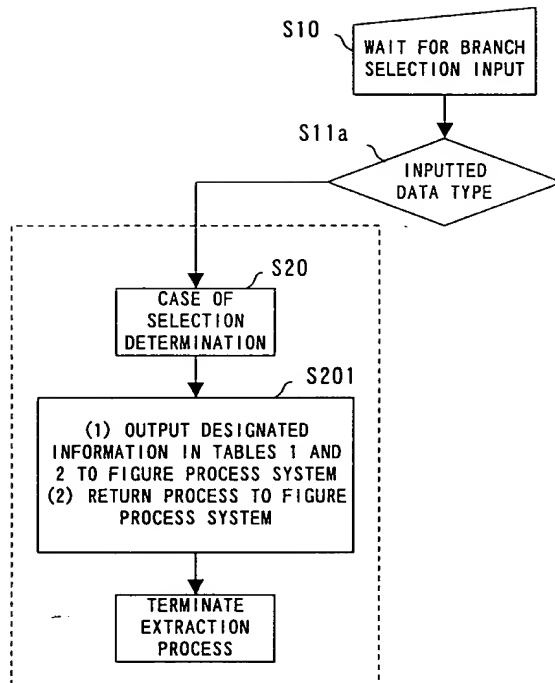 S10
WAIT FOR BRANCH
SELECTION INPUT
S11a
INPUTTED
DATA TYPE
S20
CASE OF
SELECTION
DETERMINATION
S201
(1) OUTPUT DESIGNATED
INFORMATION IN TABLES 1 AND
2 TO FIGURE PROCESS SYSTEM
(2) RETURN PROCESS TO FIGURE
PROCESS SYSTEM
TERMINATE
EXTRACTION
PROCESS